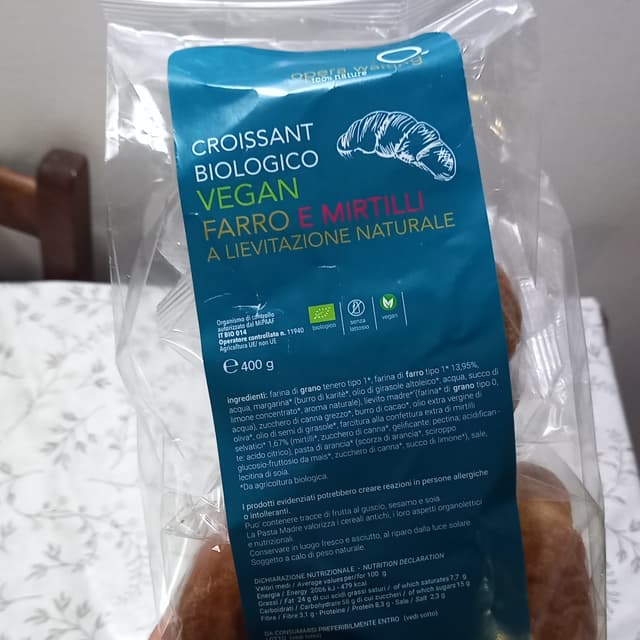 opera waiting
100% nature
CROISSANT
BIOLOGICO
VEGAN
FARRO E MIRTILLI
A LIEVITAZIONE NATURALE
Organismo di controllo
autorizzato dal MIPAAF
IT BIO 014
Operatore controllato n. 11940
Agricoltura UE/ non UE
biologico
senza
lattosio
vegan
e 400 g
ingredienti: farina di grano tenero tipo 1*, farina di farro tipo 1* 13,95%,
acqua, margarina* (burro di karitè*, olio di girasole altoleico*, acqua, succo di
limone concentrato*, aroma naturale), lievito madre*(farina* di grano tipo 0,
acqua), zucchero di canna grezzo*, burro di cacao*, olio extra vergine di
oliva*, olio di semi di girasole*, farcitura alla confettura extra di mirtilli
selvatici* 1,67% (mirtilli*, zucchero di canna*, gelificante: pectina; acidifican-
te: acido citrico), pasta di arancia* (scorza di arancia*, sciroppo
glucosio-fruttosio da mais*, zucchero di canna*, succo di limone*), sale,
lecitina di soia.
*Da agricoltura biologica.
I prodotti evidenziati potrebbero creare reazioni in persone allergiche
o intolleranti.
Puo' contenere tracce di frutta al guscio, sesamo e soia.
La Pasta Madre valorizza i cereali antichi, i loro aspetti organolettici
e nutrizionali.
Conservare in luogo fresco e asciutto, al riparo dalla luce solare.
Soggetto a calo di peso naturale.
DICHIARAZIONE NUTRIZIONALE - NUTRITION DECLARATION
Valori medi / Average values per/for 100 g
Energia / Energy 2006 kJ - 479 kcal
Grassi / Fat 24 g di cui acidi grassi saturi / of which saturates 7,7 g
Carboidrati / Carbohydrate 58 g di cui zuccheri / of which sugars 15 g
Fibre / Fibre 3,1 g - Proteine / Protein 8,3 g - Sale / Salt 2,3 g
DA CONSUMARSI PREFERIBILMENTE ENTRO (vedi sotto)